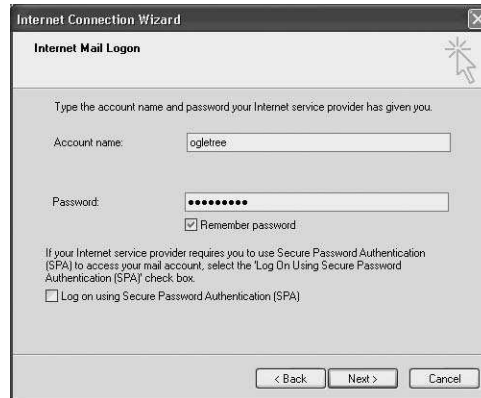 Internet Connection Wizard
Internet Mail Logon
Type the account name and password your Internet service provider has given you.
Account name:
ogletree
Password:
•••••••••
Remember password
If your Internet service provider requires you to use Secure Password Authentication
(SPA) to access your mail account, select the 'Log On Using Secure Password
Authentication (SPA)' check box.
Log on using Secure Password Authentication (SPA)
< Back
Next >
Cancel